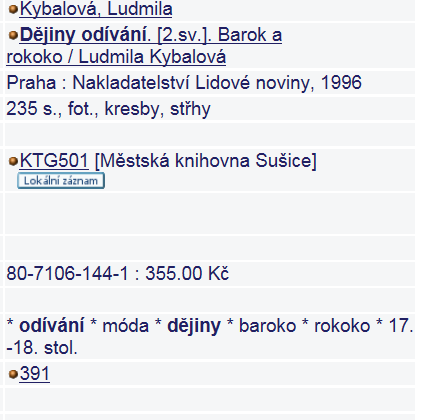 Kybalová, Ludmila
Dějiny odívání. [2.sv.]. Barok a
rokoko / Ludmila Kybalová
Praha : Nakladatelství Lidové noviny, 1996
235 s., fot., kresby, střhy
KTG501 [Městská knihovna Sušice]
Lokální záznam
80-7106-144-1 : 355.00 Kč
* odívání * móda * dějiny * baroko * rokoko * 17.
-18. stol.
391